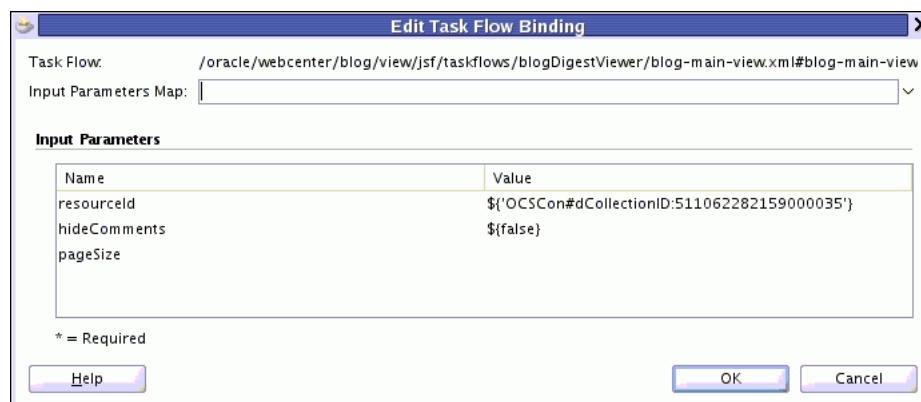 Edit Task Flow Binding
Task Flow: /oracle/webcenter/blog/view/jsf/taskflows/blogDigestViewer/blog-main-view.xml#blog-main-view
Input Parameters Map:
Input Parameters
Name Value
resourceId ${'OCSCon#dCollectionID:511062282159000035'}
hideComments ${false}
pageSize
* = Required
Help OK Cancel